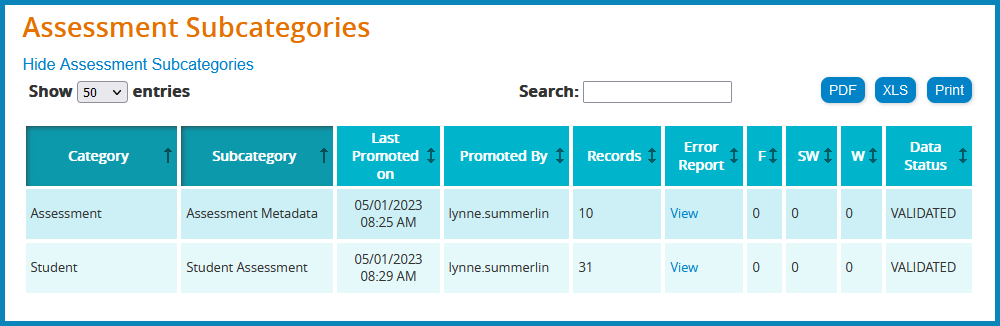 Assessment Subcategories
Hide Assessment Subcategories
Show 50 entries Search: PDF XLS Print
Category Subcategory Last Promoted on Promoted By Records Error Report F SW W Data Status
Assessment Assessment Metadata 05/01/2023 08:25 AM lynne.summerlin 10 View 0 0 0 VALIDATED
Student Student Assessment 05/01/2023 08:29 AM lynne.summerlin 31 View 0 0 0 VALIDATED